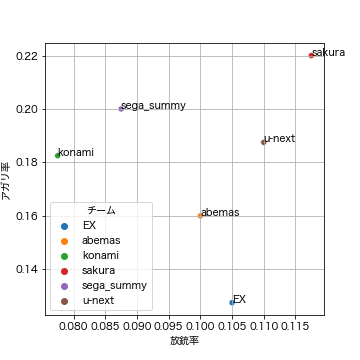 0.22
0.20
0.18
0.16
0.14
アガリ率
sakura
sega_summy
u-next
konami
abemas
EX
チーム
EX
abemas
konami
sakura
sega_summy
u-next
0.080 0.085 0.090 0.095 0.100 0.105 0.110 0.115
放銃率